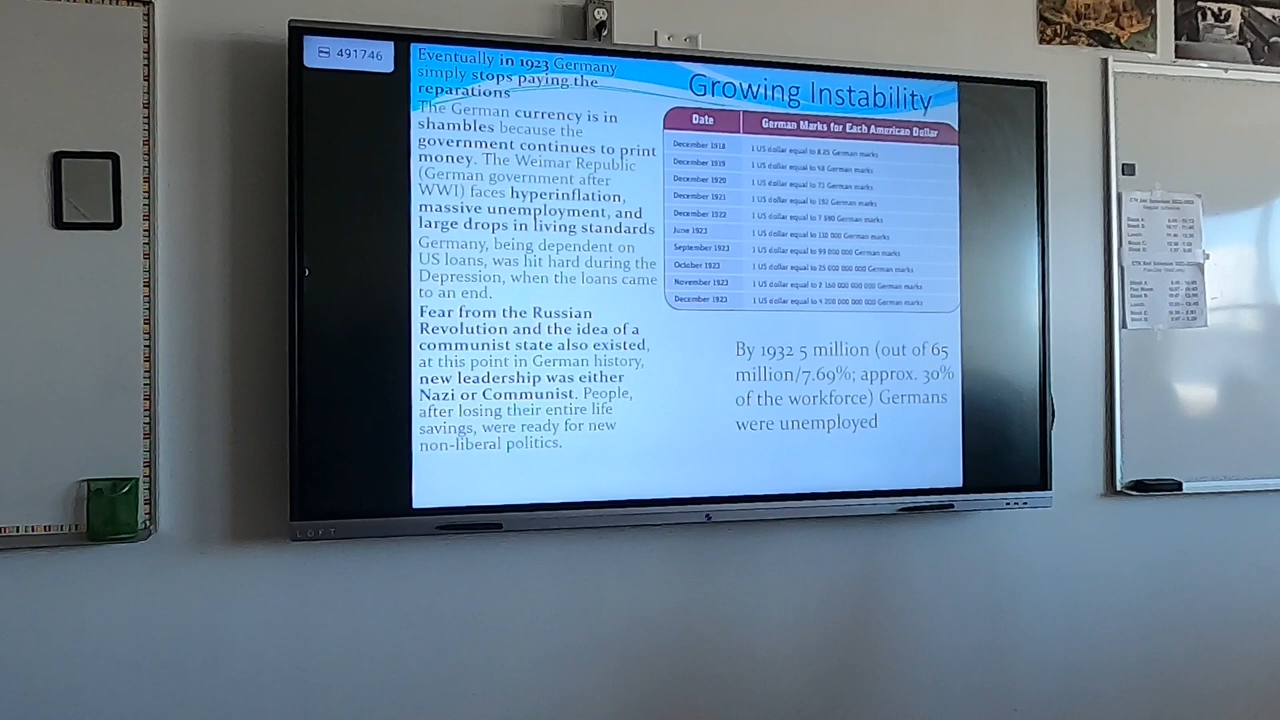 491746
Eventually in 1923 Germany
simply stops paying the
reparations
The German currency is in
shambles because the
government continues to print
money. The Weimar Republic
(German government after
WWI) faces hyperinflation,
massive unemployment, and
large drops in living standards
Germany, being dependent on
US loans, was hit hard during the
Depression, when the loans came
to an end.
Fear from the Russian
Revolution and the idea of a
communist state also existed,
at this point in German history,
new leadership was either
Nazi or Communist. People,
after losing their entire life
savings, were ready for new
non-liberal politics.
Growing Instability
Date German Marks for Each American Dollar
December 1918 1 US dollar equal to 8.25 German marks
December 1919 1 US dollar equal to 48 German marks
December 1920 1 US dollar equal to 73 German marks
December 1921 1 US dollar equal to 192 German marks
December 1922 1 US dollar equal to 7 590 German marks
June 1923 1 US dollar equal to 110 000 German marks
September 1923 1 US dollar equal to 99 000 000 German marks
October 1923 1 US dollar equal to 25 000 000 000 German marks
November 1923 1 US dollar equal to 2 160 000 000 000 German marks
December 1923 1 US dollar equal to 4 200 000 000 000 German marks
By 1932 5 million (out of 65
million/7.69%; approx. 30%
of the workforce) Germans
were unemployed
LOFT